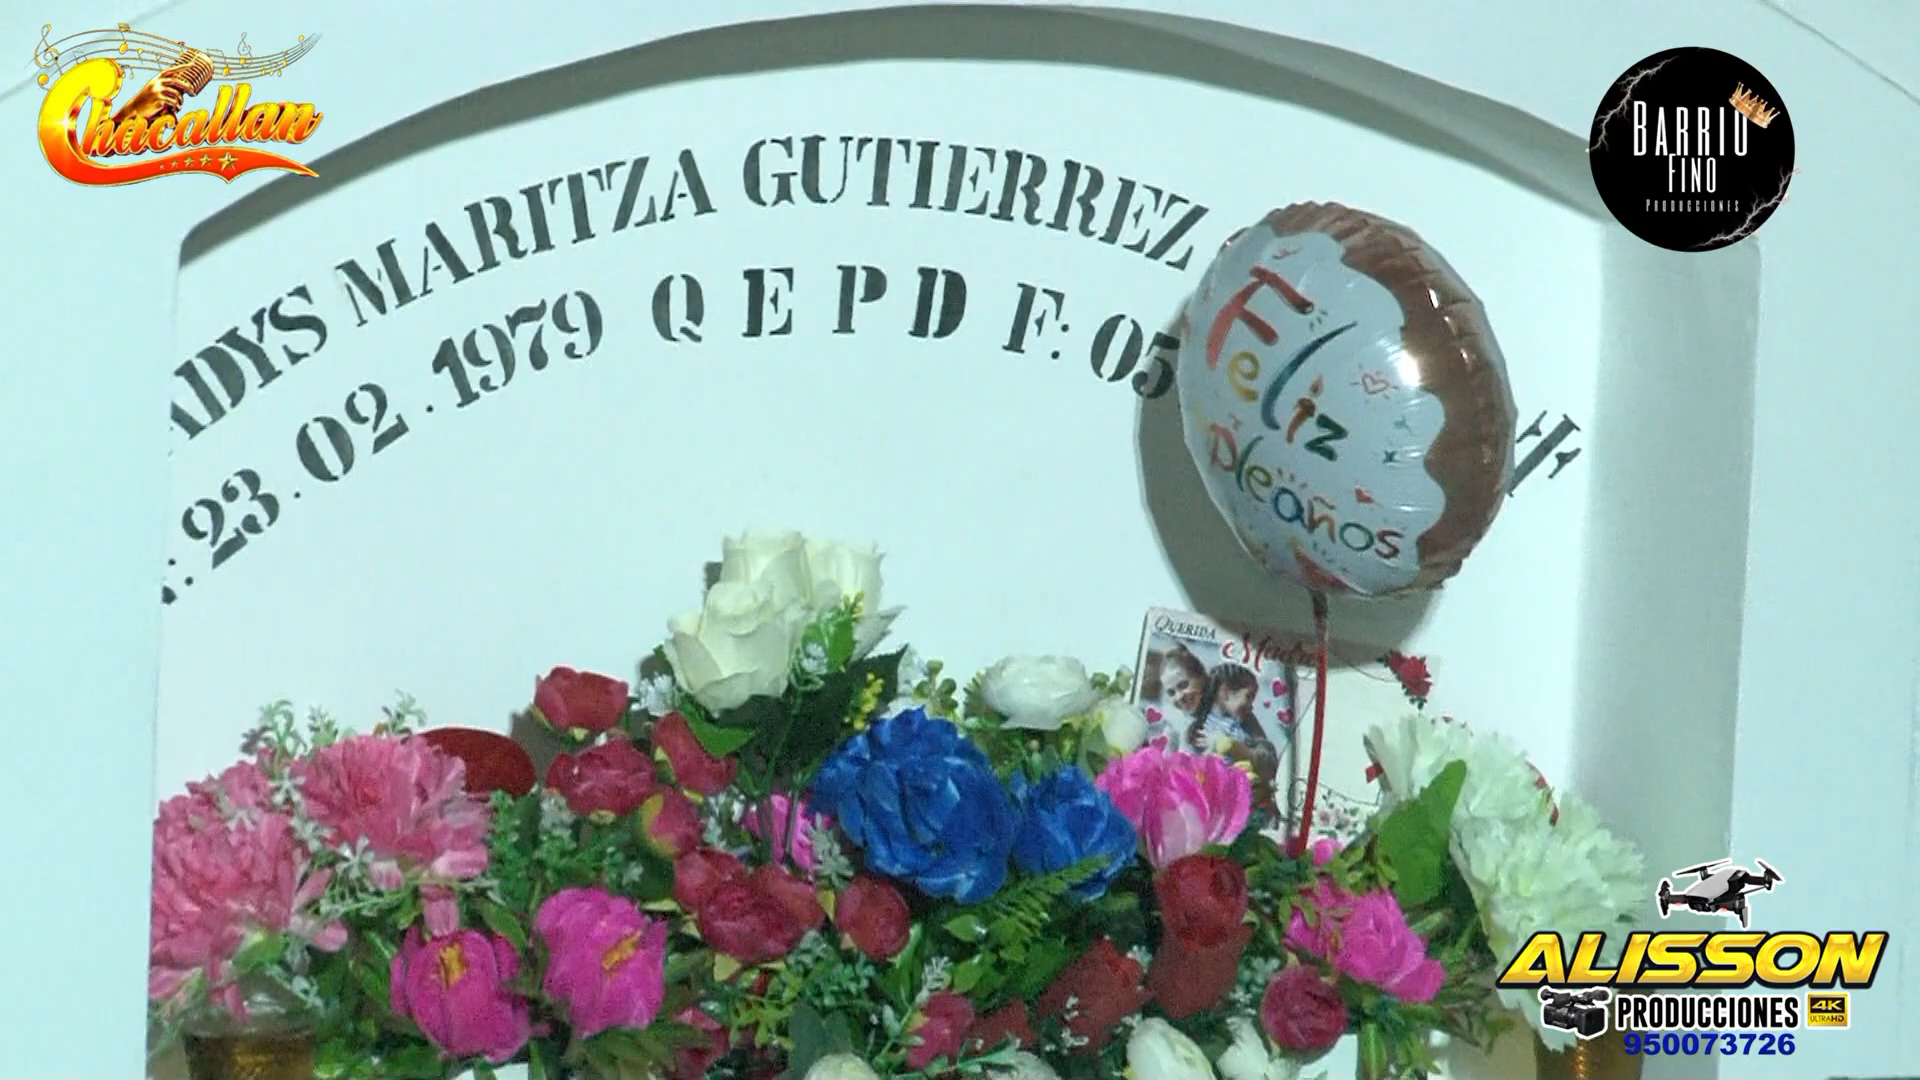 Chacallan
BARRIO
FINO
PRODUCCIONES
ADYS MARITZA GUTIERREZ
: 23.02.1979 Q E P D F: 05
Feliz
pleaños
QUERIDA
Madre
ALISSON
PRODUCCIONES 4K
ULTRA HD
950073726